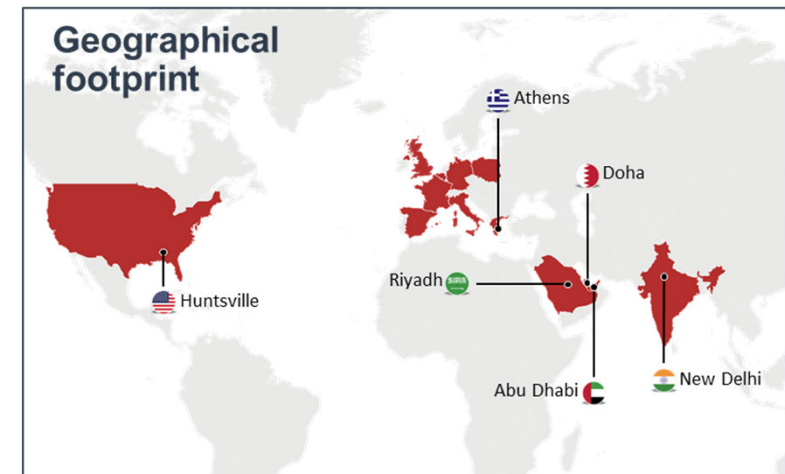 Geographical
footprint
Athens
Doha
Riyadh
Huntsville
Abu Dhabi
New Delhi